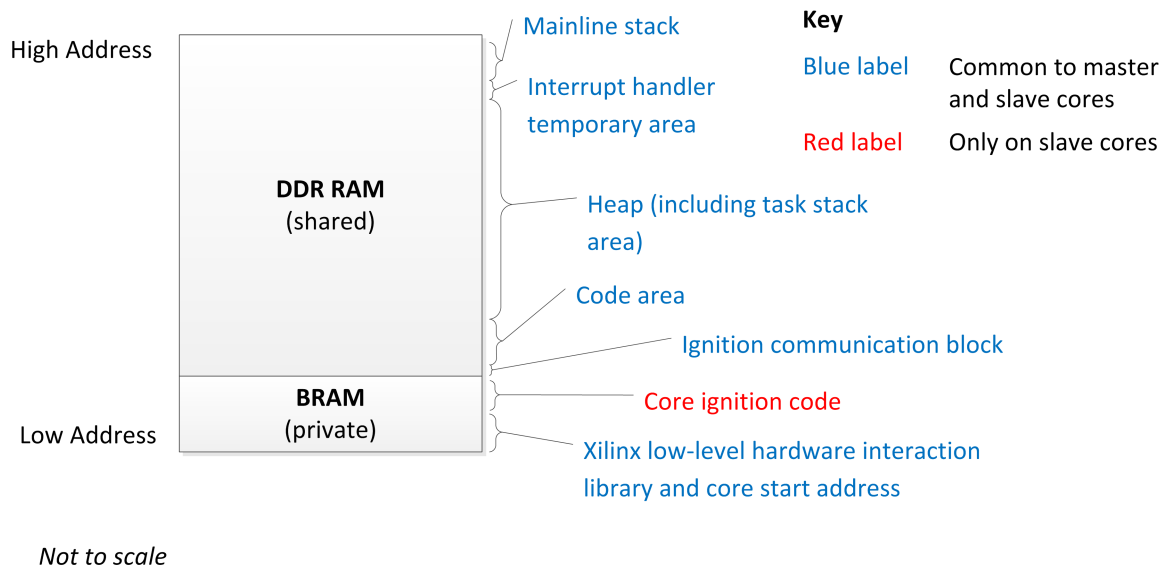 High Address
Mainline stack
Interrupt handler
temporary area
Key
Blue label
Common to master
and slave cores
Red label
Only on slave cores
DDR RAM
(shared)
Heap (including task stack
area)
Code area
Ignition communication block
BRAM
(private)
Core ignition code
Low Address
Xilinx low-level hardware interaction
library and core start address
Not to scale